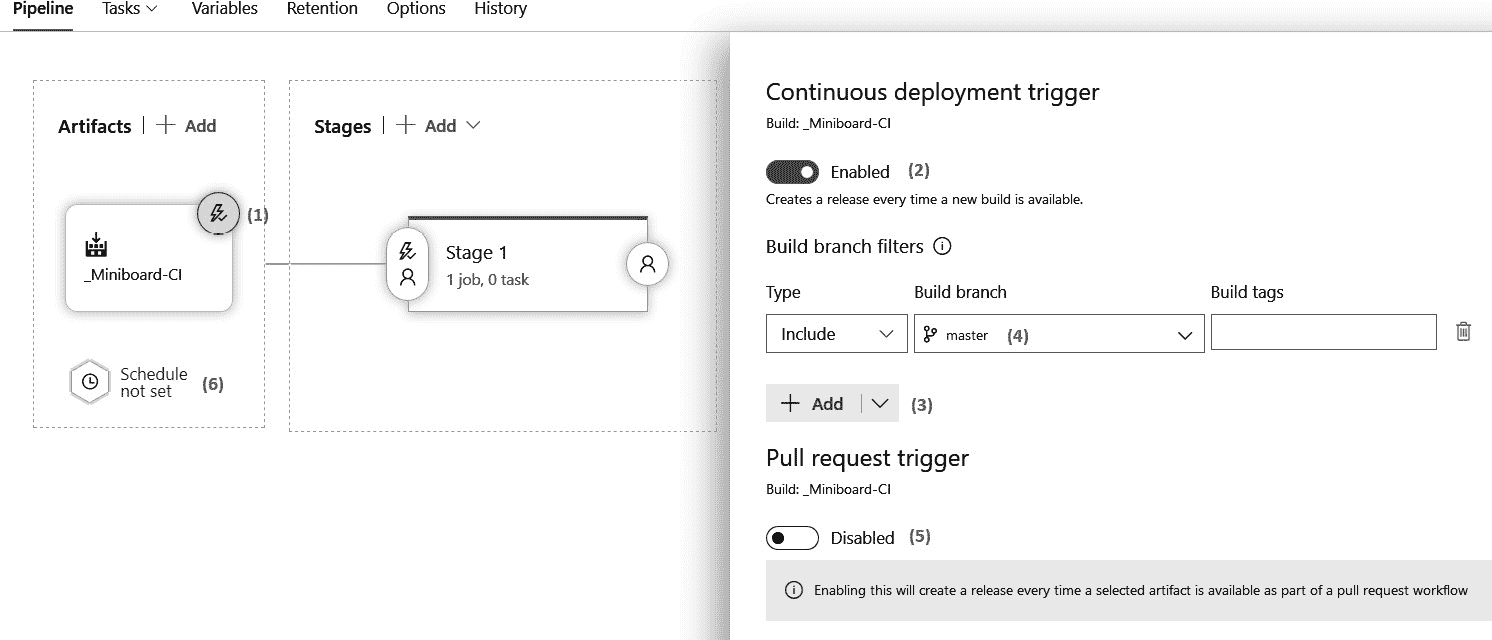 Pipeline Tasks Variables Retention Options History
Artifacts | + Add
Stages | + Add
(1)
_Miniboard-CI
Stage 1
1 job, 0 task
Schedule
not set
(6)
Continuous deployment trigger
Build: _Miniboard-CI
Enabled (2)
Creates a release every time a new build is available.
Build branch filters
Type Build branch Build tags
Include master (4)
+ Add (3)
Pull request trigger
Build: _Miniboard-CI
Disabled (5)
Enabling this will create a release every time a selected artifact is available as part of a pull request workflow